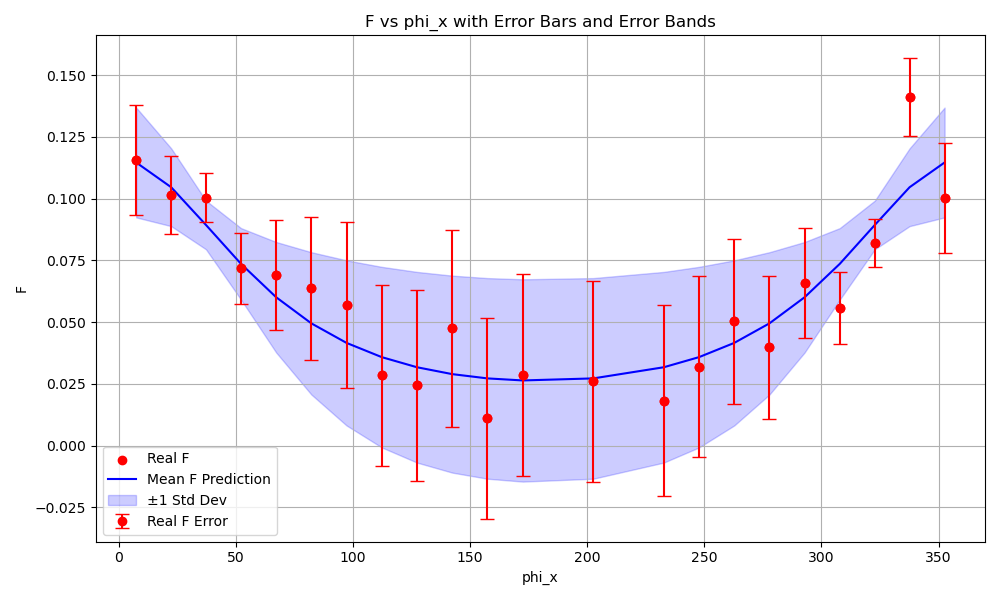 F vs phi_x with Error Bars and Error Bands
F
0.150
0.125
0.100
0.075
0.050
0.025
0.000
−0.025
Real F
Mean F Prediction
±1 Std Dev
Real F Error
0 50 100 150 200 250 300 350
phi_x